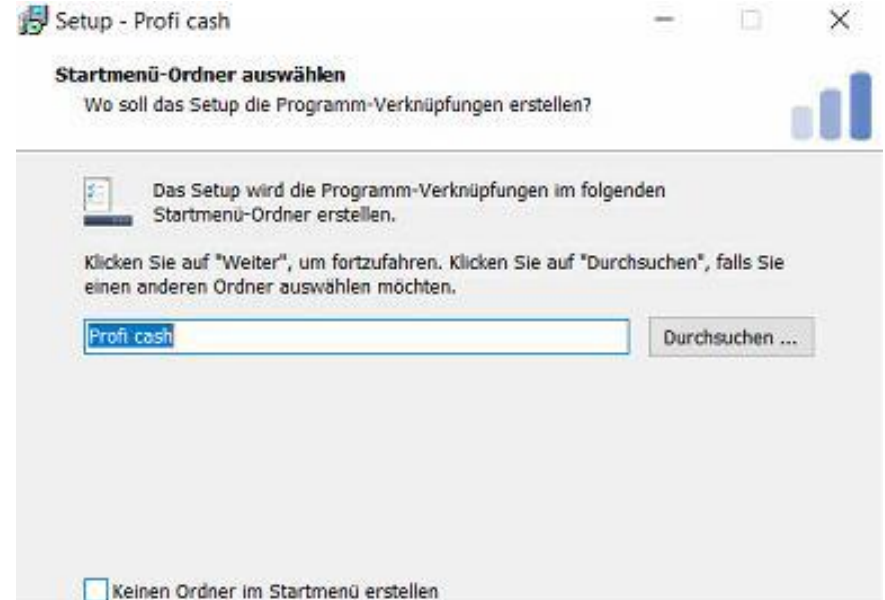 Setup - Profi cash
Startmenü-Ordner auswählen
Wo soll das Setup die Programm-Verknüpfungen erstellen?
Das Setup wird die Programm-Verknüpfungen im folgenden
Startmenü-Ordner erstellen.
Klicken Sie auf "Weiter", um fortzufahren. Klicken Sie auf "Durchsuchen", falls Sie
einen anderen Ordner auswählen möchten.
Profi cash
Durchsuchen ...
Keinen Ordner im Startmenü erstellen